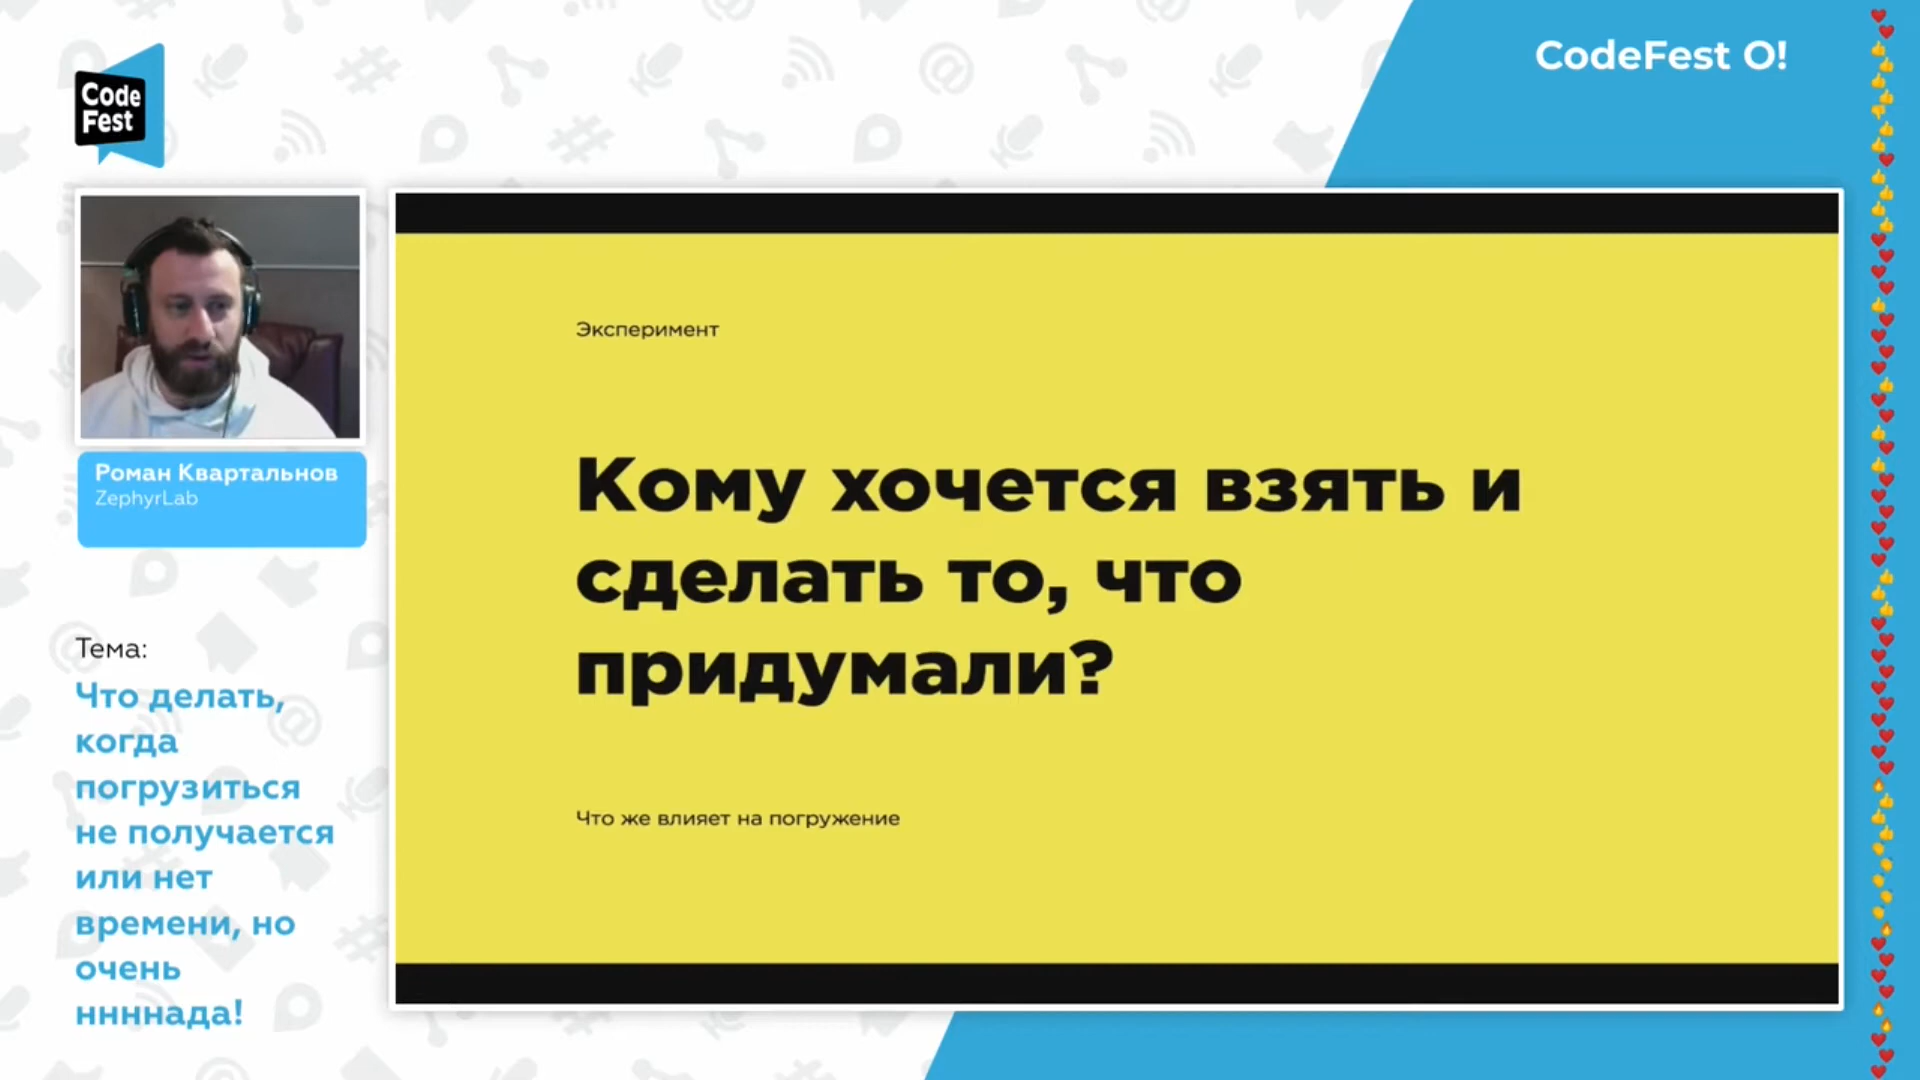 Code
Fest
CodeFest О!
Роман Квартальнов
ZephyrLab
Тема:
Что делать,
когда
погрузиться
не получается
или нет
времени, но
очень
ннннада!
Эксперимент
Кому хочется взять и
сделать то, что
придумали?
Что же влияет на погружение